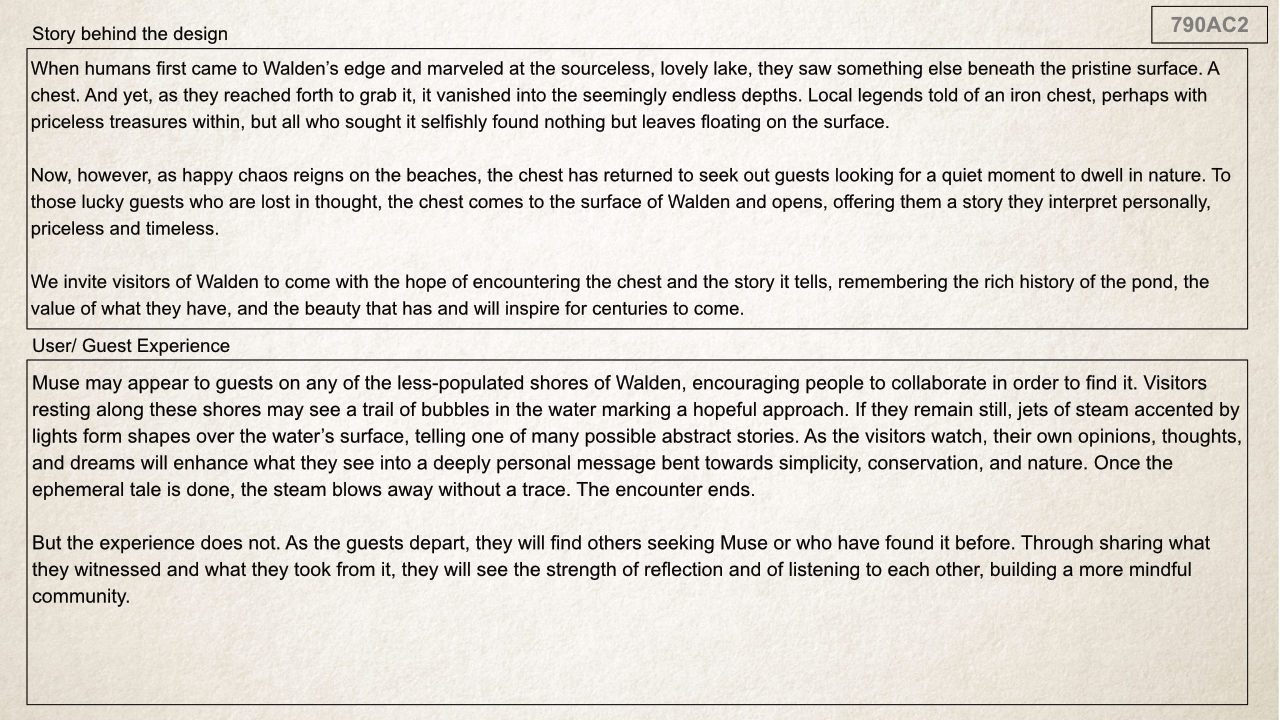 790AC2
Story behind the design
When humans first came to Walden’s edge and marveled at the sourceless, lovely lake, they saw something else beneath the pristine surface. A
chest. And yet, as they reached forth to grab it, it vanished into the seemingly endless depths. Local legends told of an iron chest, perhaps with
priceless treasures within, but all who sought it selfishly found nothing but leaves floating on the surface.
Now, however, as happy chaos reigns on the beaches, the chest has returned to seek out guests looking for a quiet moment to dwell in nature. To
those lucky guests who are lost in thought, the chest comes to the surface of Walden and opens, offering them a story they interpret personally,
priceless and timeless.
We invite visitors of Walden to come with the hope of encountering the chest and the story it tells, remembering the rich history of the pond, the
value of what they have, and the beauty that has and will inspire for centuries to come.
User/ Guest Experience
Muse may appear to guests on any of the less-populated shores of Walden, encouraging people to collaborate in order to find it. Visitors
resting along these shores may see a trail of bubbles in the water marking a hopeful approach. If they remain still, jets of steam accented by
lights form shapes over the water’s surface, telling one of many possible abstract stories. As the visitors watch, their own opinions, thoughts,
and dreams will enhance what they see into a deeply personal message bent towards simplicity, conservation, and nature. Once the
ephemeral tale is done, the steam blows away without a trace. The encounter ends.
But the experience does not. As the guests depart, they will find others seeking Muse or who have found it before. Through sharing what
they witnessed and what they took from it, they will see the strength of reflection and of listening to each other, building a more mindful
community.